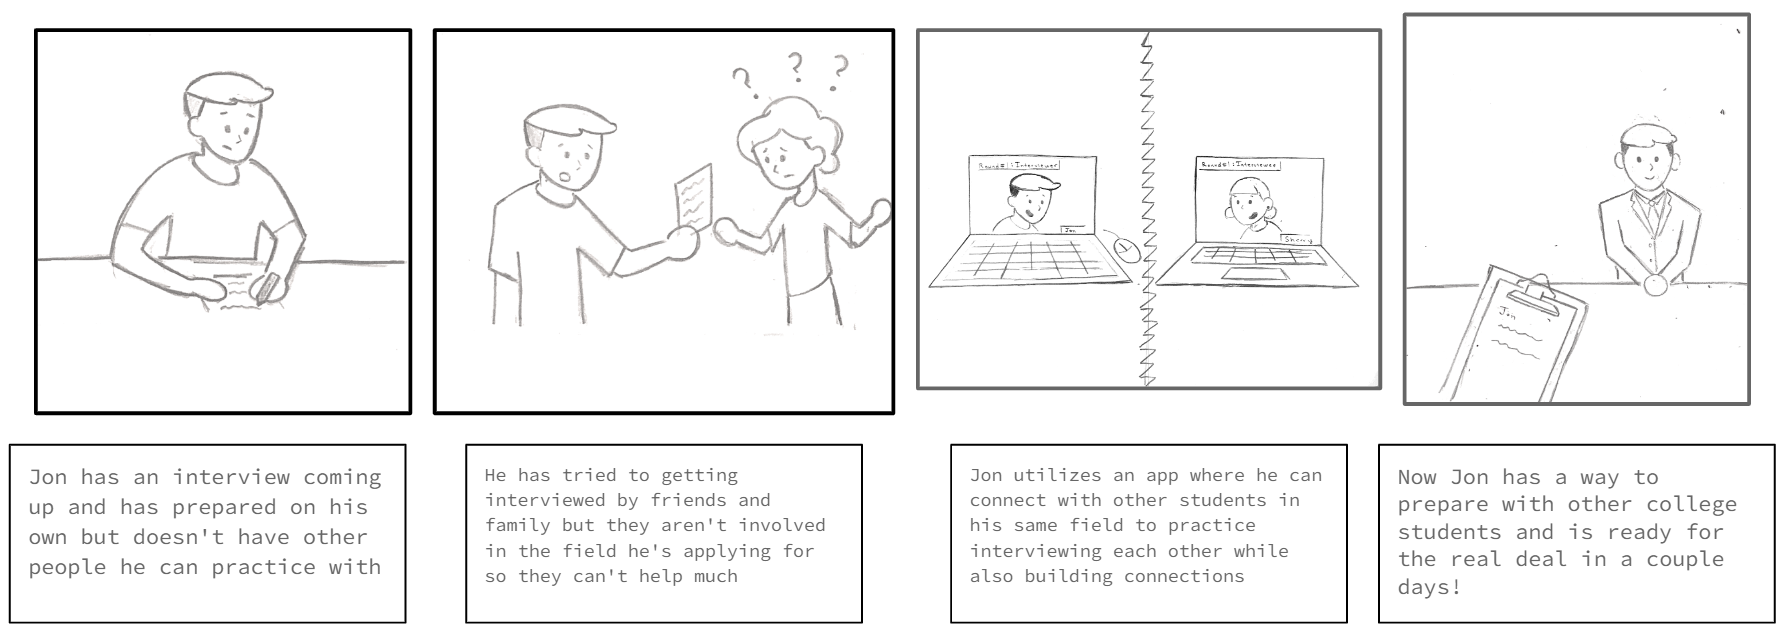 ? ? ?
Round #1: Interviewer
Jon
Round #1: Interviewee
Jon
Jon has an interview coming
up and has prepared on his
own but doesn't have other
people he can practice with
He has tried to getting
interviewed by friends and
family but they aren't involved
in the field he's applying for
so they can't help much
Jon utilizes an app where he can
connect with other students in
his same field to practice
interviewing each other while
also building connections
Now Jon has a way to
prepare with other college
students and is ready for
the real deal in a couple
days!